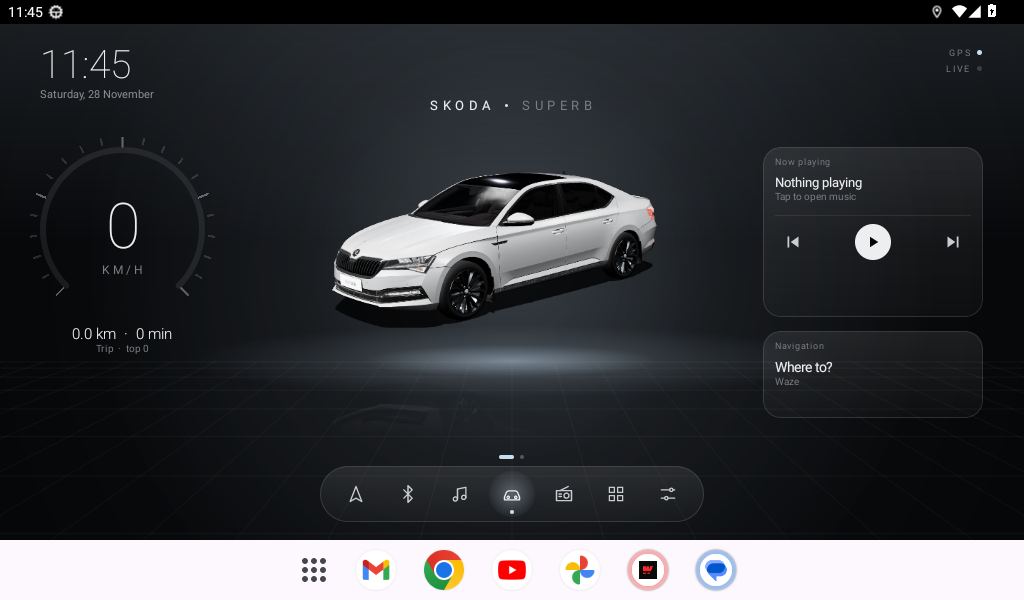 11:45
11:45
Saturday, 28 November
GPS
LIVE
SKODA • SUPERB
0
KM/H
0.0 km · 0 min
Trip · top 0
Now playing
Nothing playing
Tap to open music
Navigation
Where to?
Waze